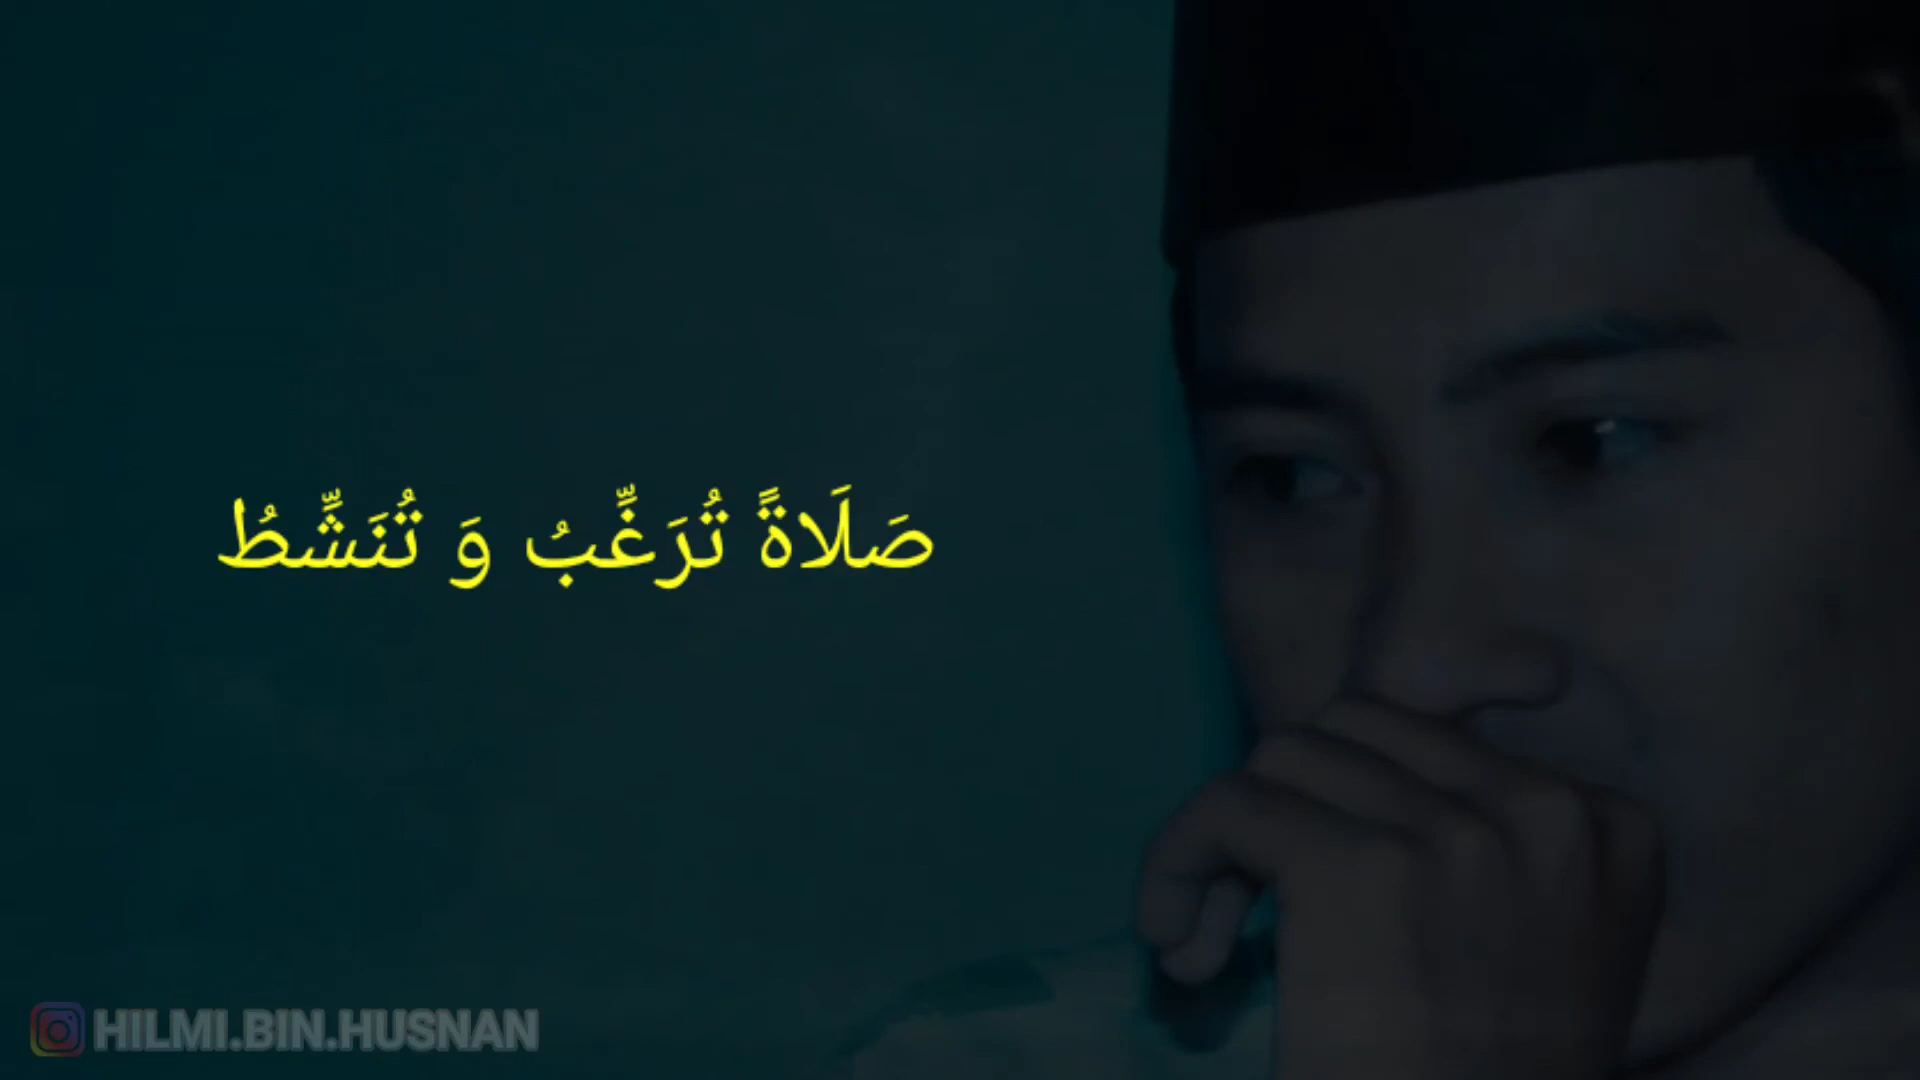 صَلَاةً تُرَغِّبُ وَ تُنَشِّطُ
HILMI.BIN.HUSNAN